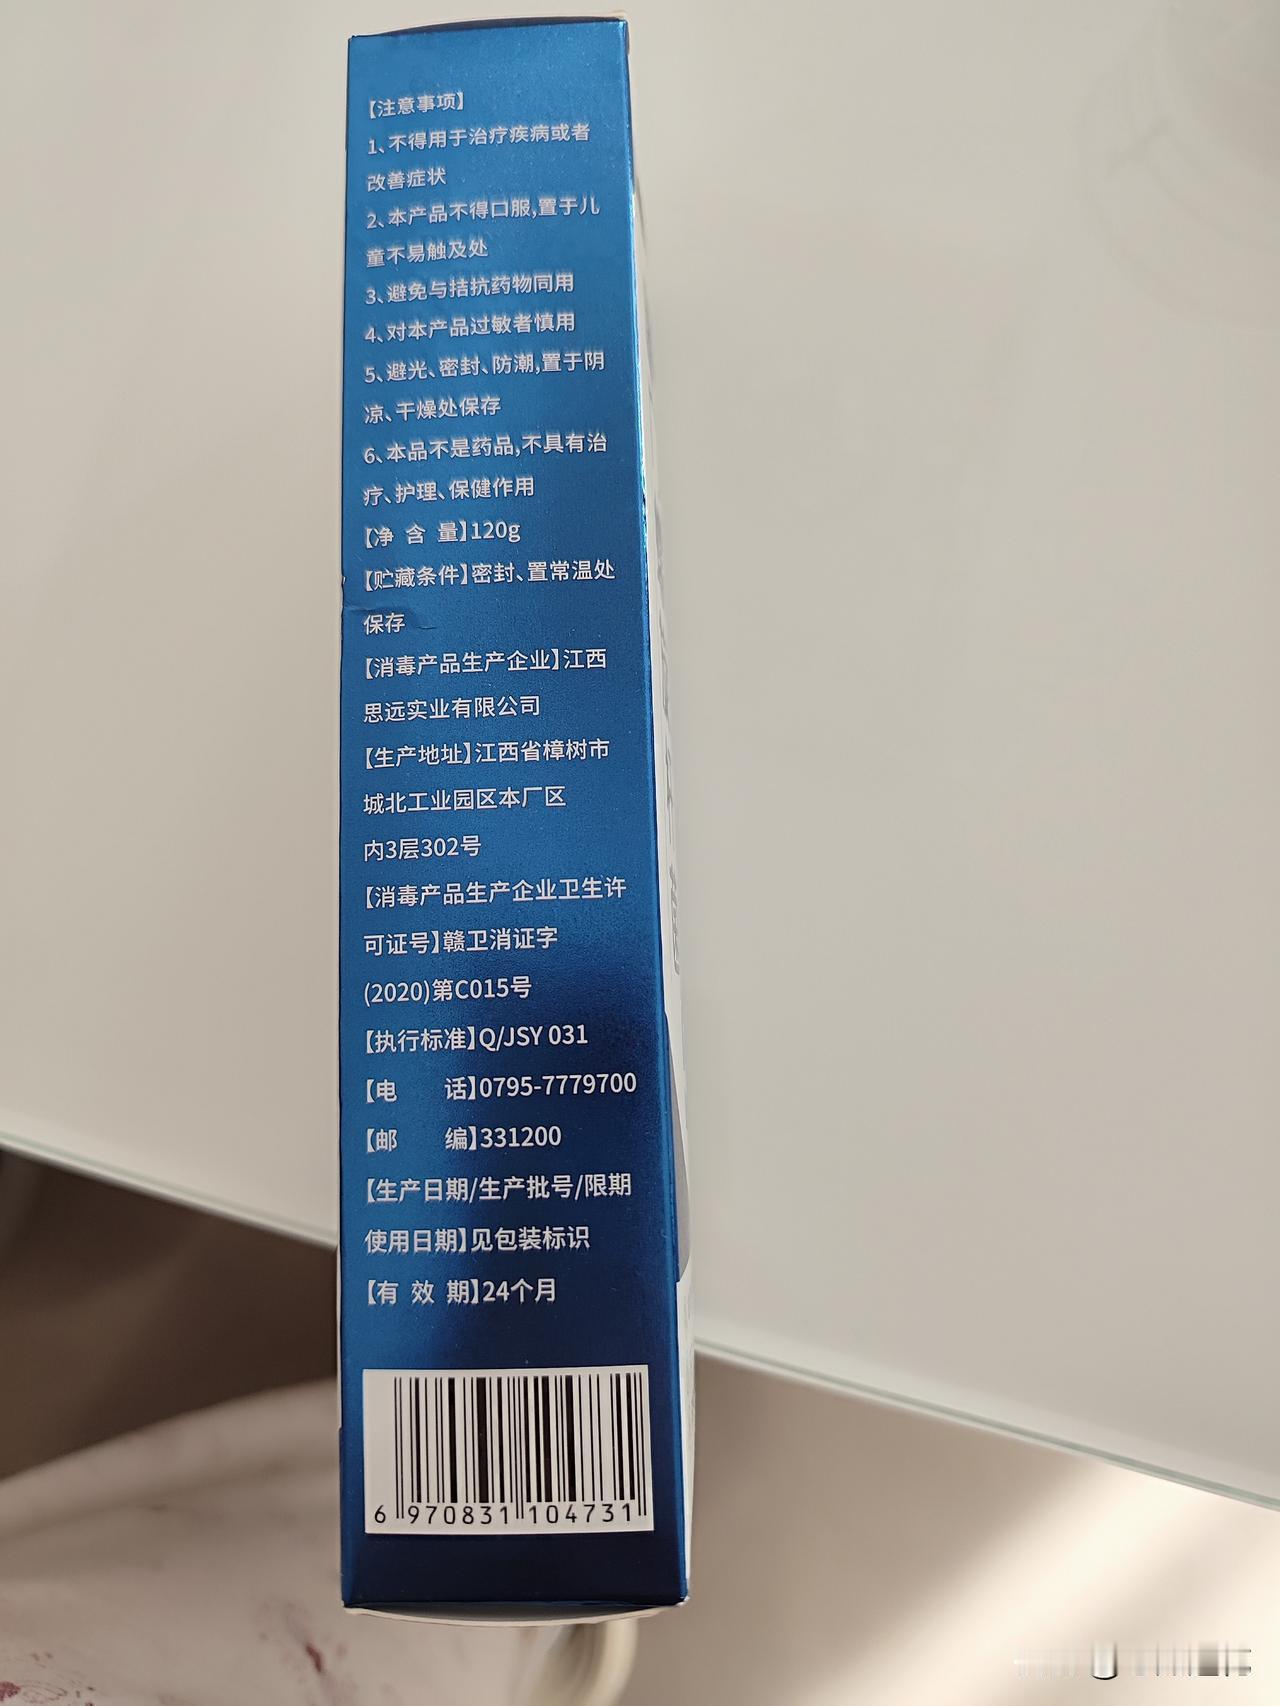 【注意事项】
1、不得用于治疗疾病或者
改善症状
2、本产品不得口服,置于儿
童不易触及处
3、避免与拮抗药物同用
4、对本产品过敏者慎用
5、避光、密封、防潮,置于阴
凉、干燥处保存
6、本品不是药品,不具有治
疗、护理、保健作用
【净 含 量】120g
【贮藏条件】密封、置常温处
保存
【消毒产品生产企业】江西
思远实业有限公司
【生产地址】江西省樟树市
城北工业园区本厂区
内3层302号
【消毒产品生产企业卫生许
可证号】赣卫消证字
(2020)第C015号
【执行标准】Q/JSY 031
【电 话】0795-7779700
【邮 编】331200
【生产日期/生产批号/限期
使用日期】见包装标识
【有 效 期】24个月
6 970831 104731